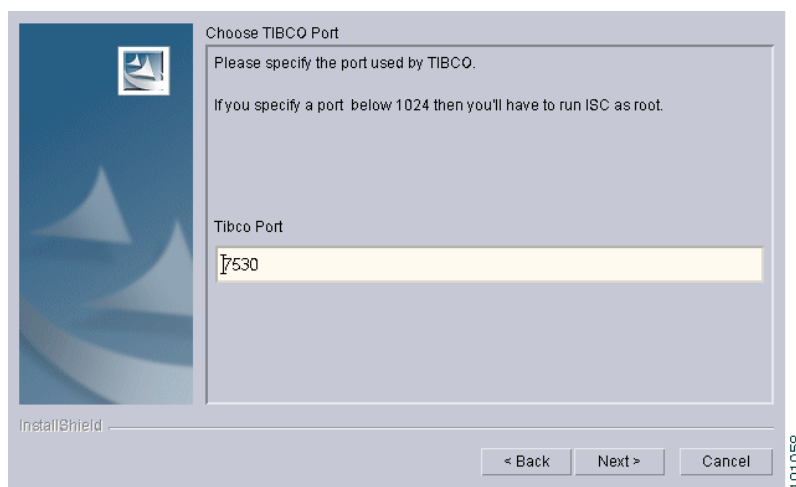 Choose TIBCO Port
Please specify the port used by TIBCO.
If you specify a port below 1024 then you'll have to run ISC as root.
Tibco Port
7530
InstallShield
< Back
Next >
Cancel
101059